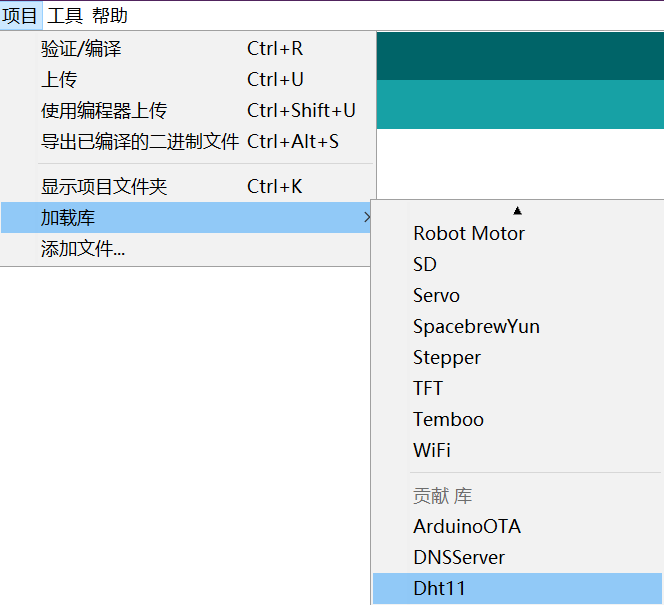 项目 工具 帮助
验证/编译 Ctrl+R
上传 Ctrl+U
使用编程器上传 Ctrl+Shift+U
导出已编译的二进制文件 Ctrl+Alt+S
显示项目文件夹 Ctrl+K
加载库
添加文件...
Robot Motor
SD
Servo
SpacebrewYun
Stepper
TFT
Temboo
WiFi
贡献 库
ArduinoOTA
DNSServer
Dht11